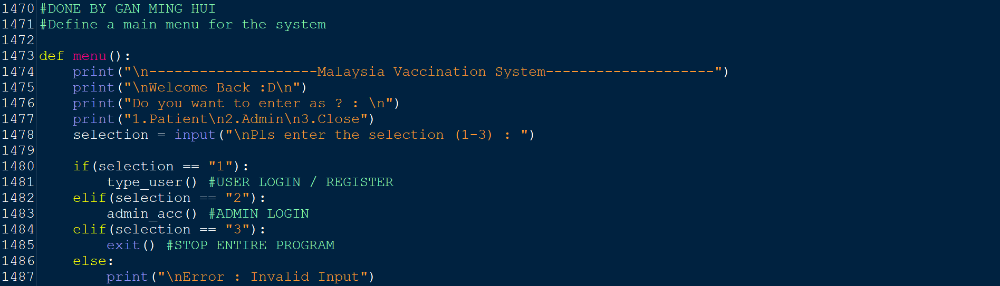 1470 #DONE BY GAN MING HUI
1471 #Define a main menu for the system
1472
1473 def menu():
1474     print("\n--------------------Malaysia Vaccination System--------------------")
1475     print("\nWelcome Back :D\n")
1476     print("Do you want to enter as ? : \n")
1477     print("1.Patient\n2.Admin\n3.Close")
1478     selection = input("\nPls enter the selection (1-3) : ")
1479
1480     if(selection == "1"):
1481         type_user() #USER LOGIN / REGISTER
1482     elif(selection == "2"):
1483         admin_acc() #ADMIN LOGIN
1484     elif(selection == "3"):
1485         exit() #STOP ENTIRE PROGRAM
1486     else:
1487         print("\nError : Invalid Input")